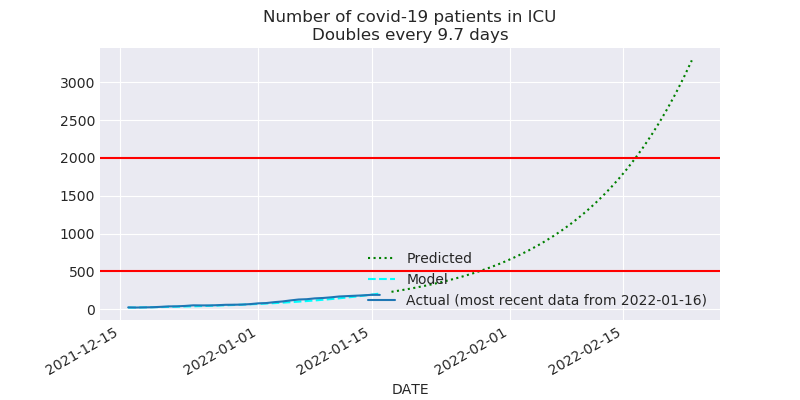 Number of covid-19 patients in ICU
Doubles every 9.7 days
3000
2500
2000
1500
1000
500
0
Predicted
Model
Actual (most recent data from 2022-01-16)
2021-12-15
2022-01-01
2022-01-15
2022-02-01
2022-02-15
DATE